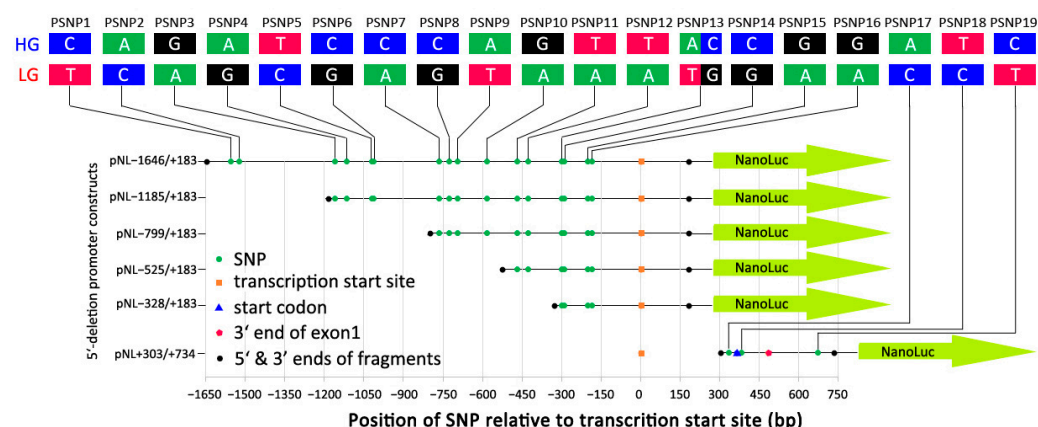 PSNP1 PSNP2 PSNP3 PSNP4 PSNP5 PSNP6 PSNP7 PSNP8 PSNP9 PSNP10 PSNP11 PSNP12 PSNP13 PSNP14 PSNP15 PSNP16 PSNP17 PSNP18 PSNP19
HG C A G A T C C C A G T T A C C G G A T C
LG T C A G C G A G T A A A T G G A A C C T
5'-deletion promoter constructs
pNL−1646/+183 NanoLuc
pNL−1185/+183 NanoLuc
pNL−799/+183 NanoLuc
pNL−525/+183 NanoLuc
pNL−328/+183 NanoLuc
pNL+303/+734 NanoLuc
SNP
transcription start site
start codon
3' end of exon1
5' & 3' ends of fragments
−1650 −1500 −1350 −1200 −1050 −900 −750 −600 −450 −300 −150 0 150 300 450 600 750
Position of SNP relative to transcrition start site (bp)